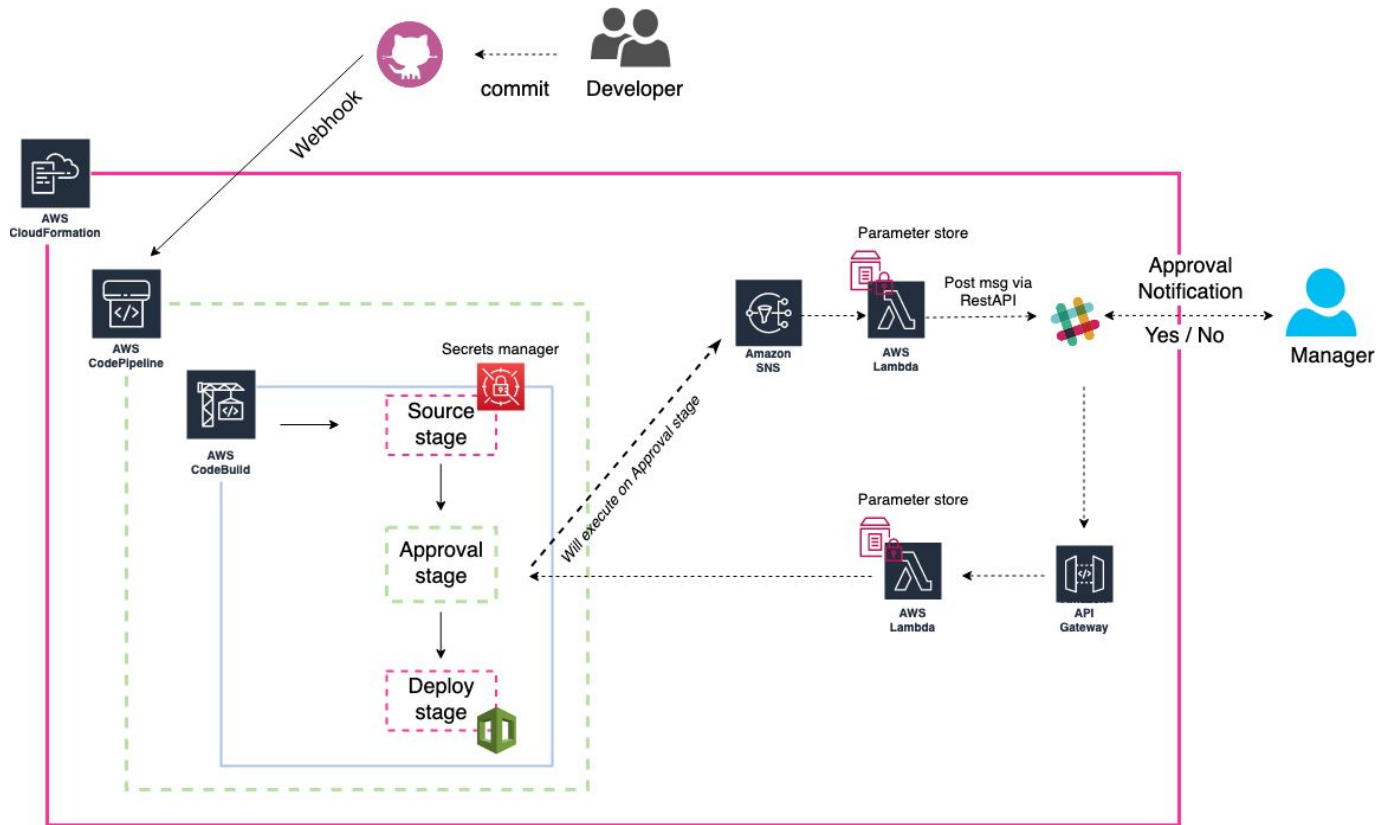 commit
Developer
Webhook
AWS
CloudFormation
Parameter store
Post msg via
RestAPI
Approval
Notification
Yes / No
Manager
AWS
CodePipeline
Amazon
SNS
AWS
Lambda
Secrets manager
Source
stage
AWS
CodeBuild
Will execute on Approval stage
Parameter store
Approval
stage
AWS
Lambda
API
Gateway
Deploy
stage